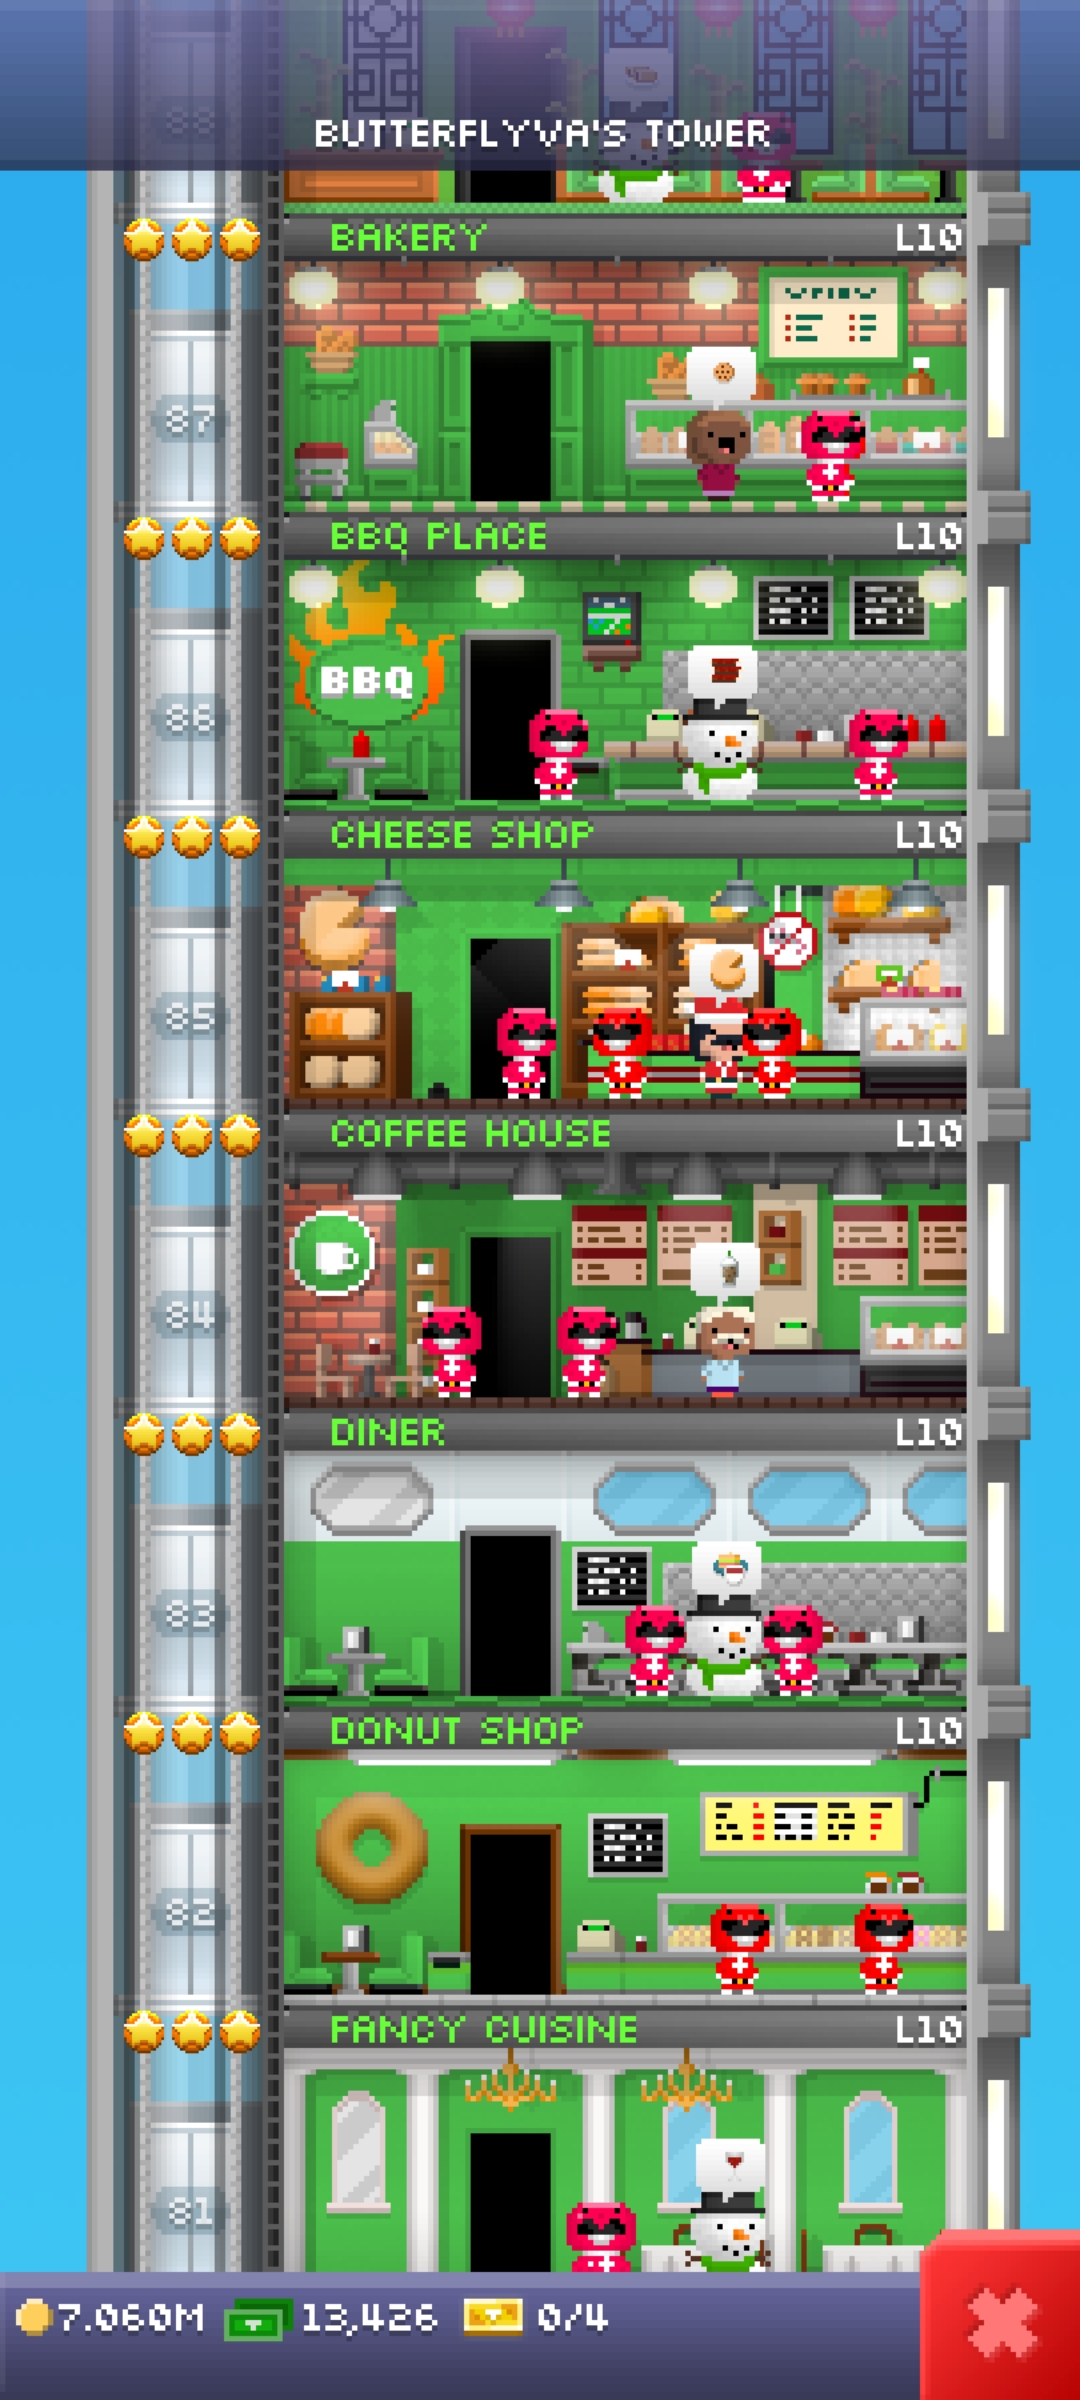 88
BUTTERFLYVA'S TOWER
BAKERY L10
87
BBQ PLACE L10
BBQ
86
CHEESE SHOP L10
85
COFFEE HOUSE L10
84
DINER L10
83
DONUT SHOP L10
82
FANCY CUISINE L10
81
7.060M 13,426 0/4